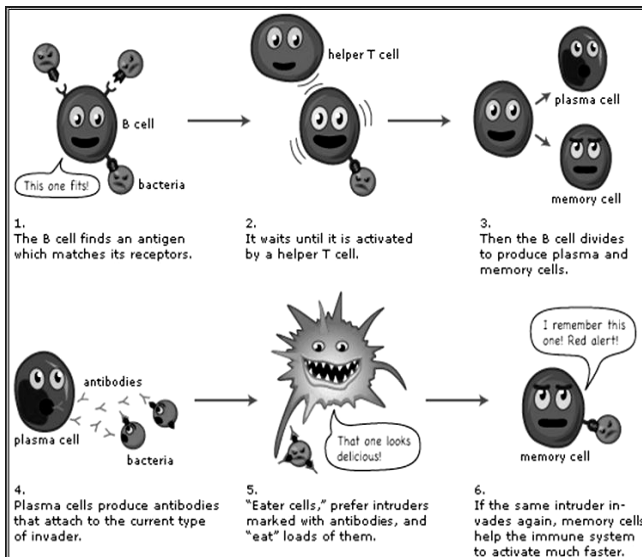 helper T cell
B cell
This one fits!
bacteria
plasma cell
memory cell
1.
The B cell finds an antigen
which matches its receptors.
2.
It waits until it is activated
by a helper T cell.
3.
Then the B cell divides
to produce plasma and
memory cells.
antibodies
plasma cell
bacteria
That one looks
delicious!
I remember this
one! Red alert!
memory cell
4.
Plasma cells produce antibodies
that attach to the current type
of invader.
5.
“Eater cells,” prefer intruders
marked with antibodies, and
“eat” loads of them.
6.
If the same intruder in-
vades again, memory cells
help the immune system
to activate much faster.